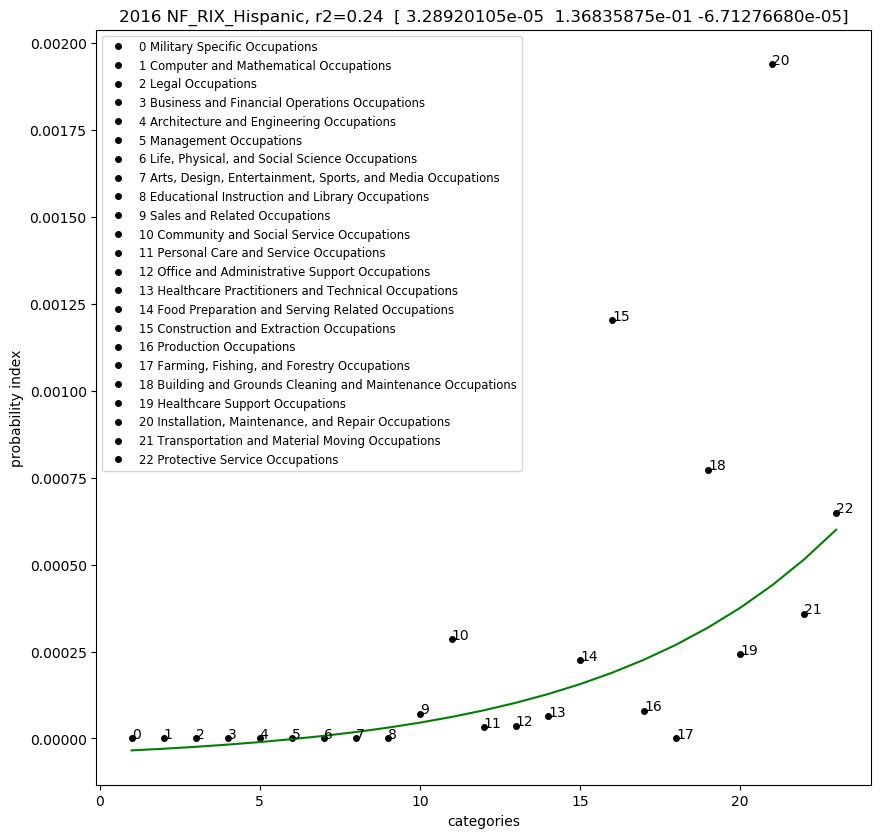 2016 NF_RIX_Hispanic, r2=0.24 [ 3.28920105e-05 1.36835875e-01 -6.71276680e-05]
0.00200
0.00175
0.00150
0.00125
0.00100
0.00075
0.00050
0.00025
0.00000
probability index
0 Military Specific Occupations
1 Computer and Mathematical Occupations
2 Legal Occupations
3 Business and Financial Operations Occupations
4 Architecture and Engineering Occupations
5 Management Occupations
6 Life, Physical, and Social Science Occupations
7 Arts, Design, Entertainment, Sports, and Media Occupations
8 Educational Instruction and Library Occupations
9 Sales and Related Occupations
10 Community and Social Service Occupations
11 Personal Care and Service Occupations
12 Office and Administrative Support Occupations
13 Healthcare Practitioners and Technical Occupations
14 Food Preparation and Serving Related Occupations
15 Construction and Extraction Occupations
16 Production Occupations
17 Farming, Fishing, and Forestry Occupations
18 Building and Grounds Cleaning and Maintenance Occupations
19 Healthcare Support Occupations
20 Installation, Maintenance, and Repair Occupations
21 Transportation and Material Moving Occupations
22 Protective Service Occupations
0
1
2
3
4
5
6
7
8
9
10
11
12
13
14
15
16
17
18
19
20
21
22
0
5
10
15
20
categories